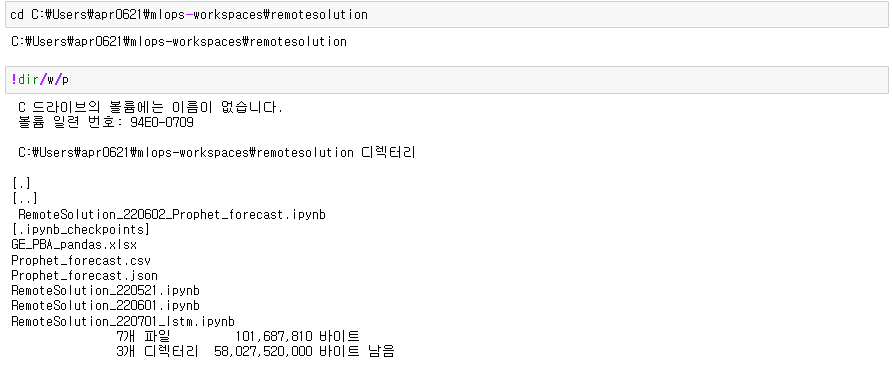 cd C:₩Users₩apr0621₩mlops-workspaces₩remotesolution
C:₩Users₩apr0621₩mlops-workspaces₩remotesolution
!dir/w/p
C 드라이브의 볼륨에는 이름이 없습니다.
볼륨 일련 번호: 94E0-0709
C:₩Users₩apr0621₩mlops-workspaces₩remotesolution 디렉터리
[.]
[..]
RemoteSolution_220602_Prophet_forecast.ipynb
[.ipynb_checkpoints]
GE_PBA_pandas.xlsx
Prophet_forecast.csv
Prophet_forecast.json
RemoteSolution_220521.ipynb
RemoteSolution_220601.ipynb
RemoteSolution_220701_lstm.ipynb
7개 파일 101,687,810 바이트
3개 디렉터리 58,027,520,000 바이트 남음